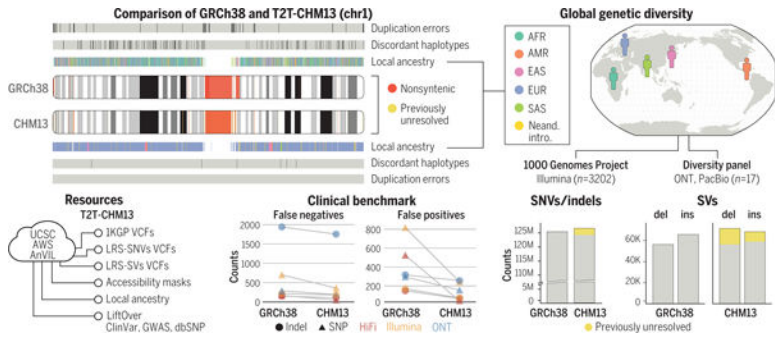 Comparison of GRCh38 and T2T-CHM13 (chr1)
Duplication errors
Discordant haplotypes
Local ancestry
GRCh38
CHM13
Nonsyntenic
Previously unresolved
Local ancestry
Discordant haplotypes
Duplication errors
Global genetic diversity
AFR
AMR
EAS
EUR
SAS
Neand. intro.
1000 Genomes Project
Illumina (n=3202)
Diversity panel
ONT, PacBio (n=17)
Resources
T2T-CHM13
UCSC
AWS
AnVIL
1KGP VCFs
LRS-SNVs VCFs
LRS-SVs VCFs
Accessibility masks
Local ancestry
LiftOver
ClinVar, GWAS, dbSNP
Clinical benchmark
False negatives
False positives
Counts
2000
1500
1000
500
0
800
600
400
200
0
GRCh38 CHM13
GRCh38 CHM13
Indel SNP HiFi Illumina ONT
SNVs/indels
Counts
125M
120M
115M
110M
5M
0
GRCh38 CHM13
SVs
del ins
del ins
60K
40K
20K
0
GRCh38
CHM13
Previously unresolved